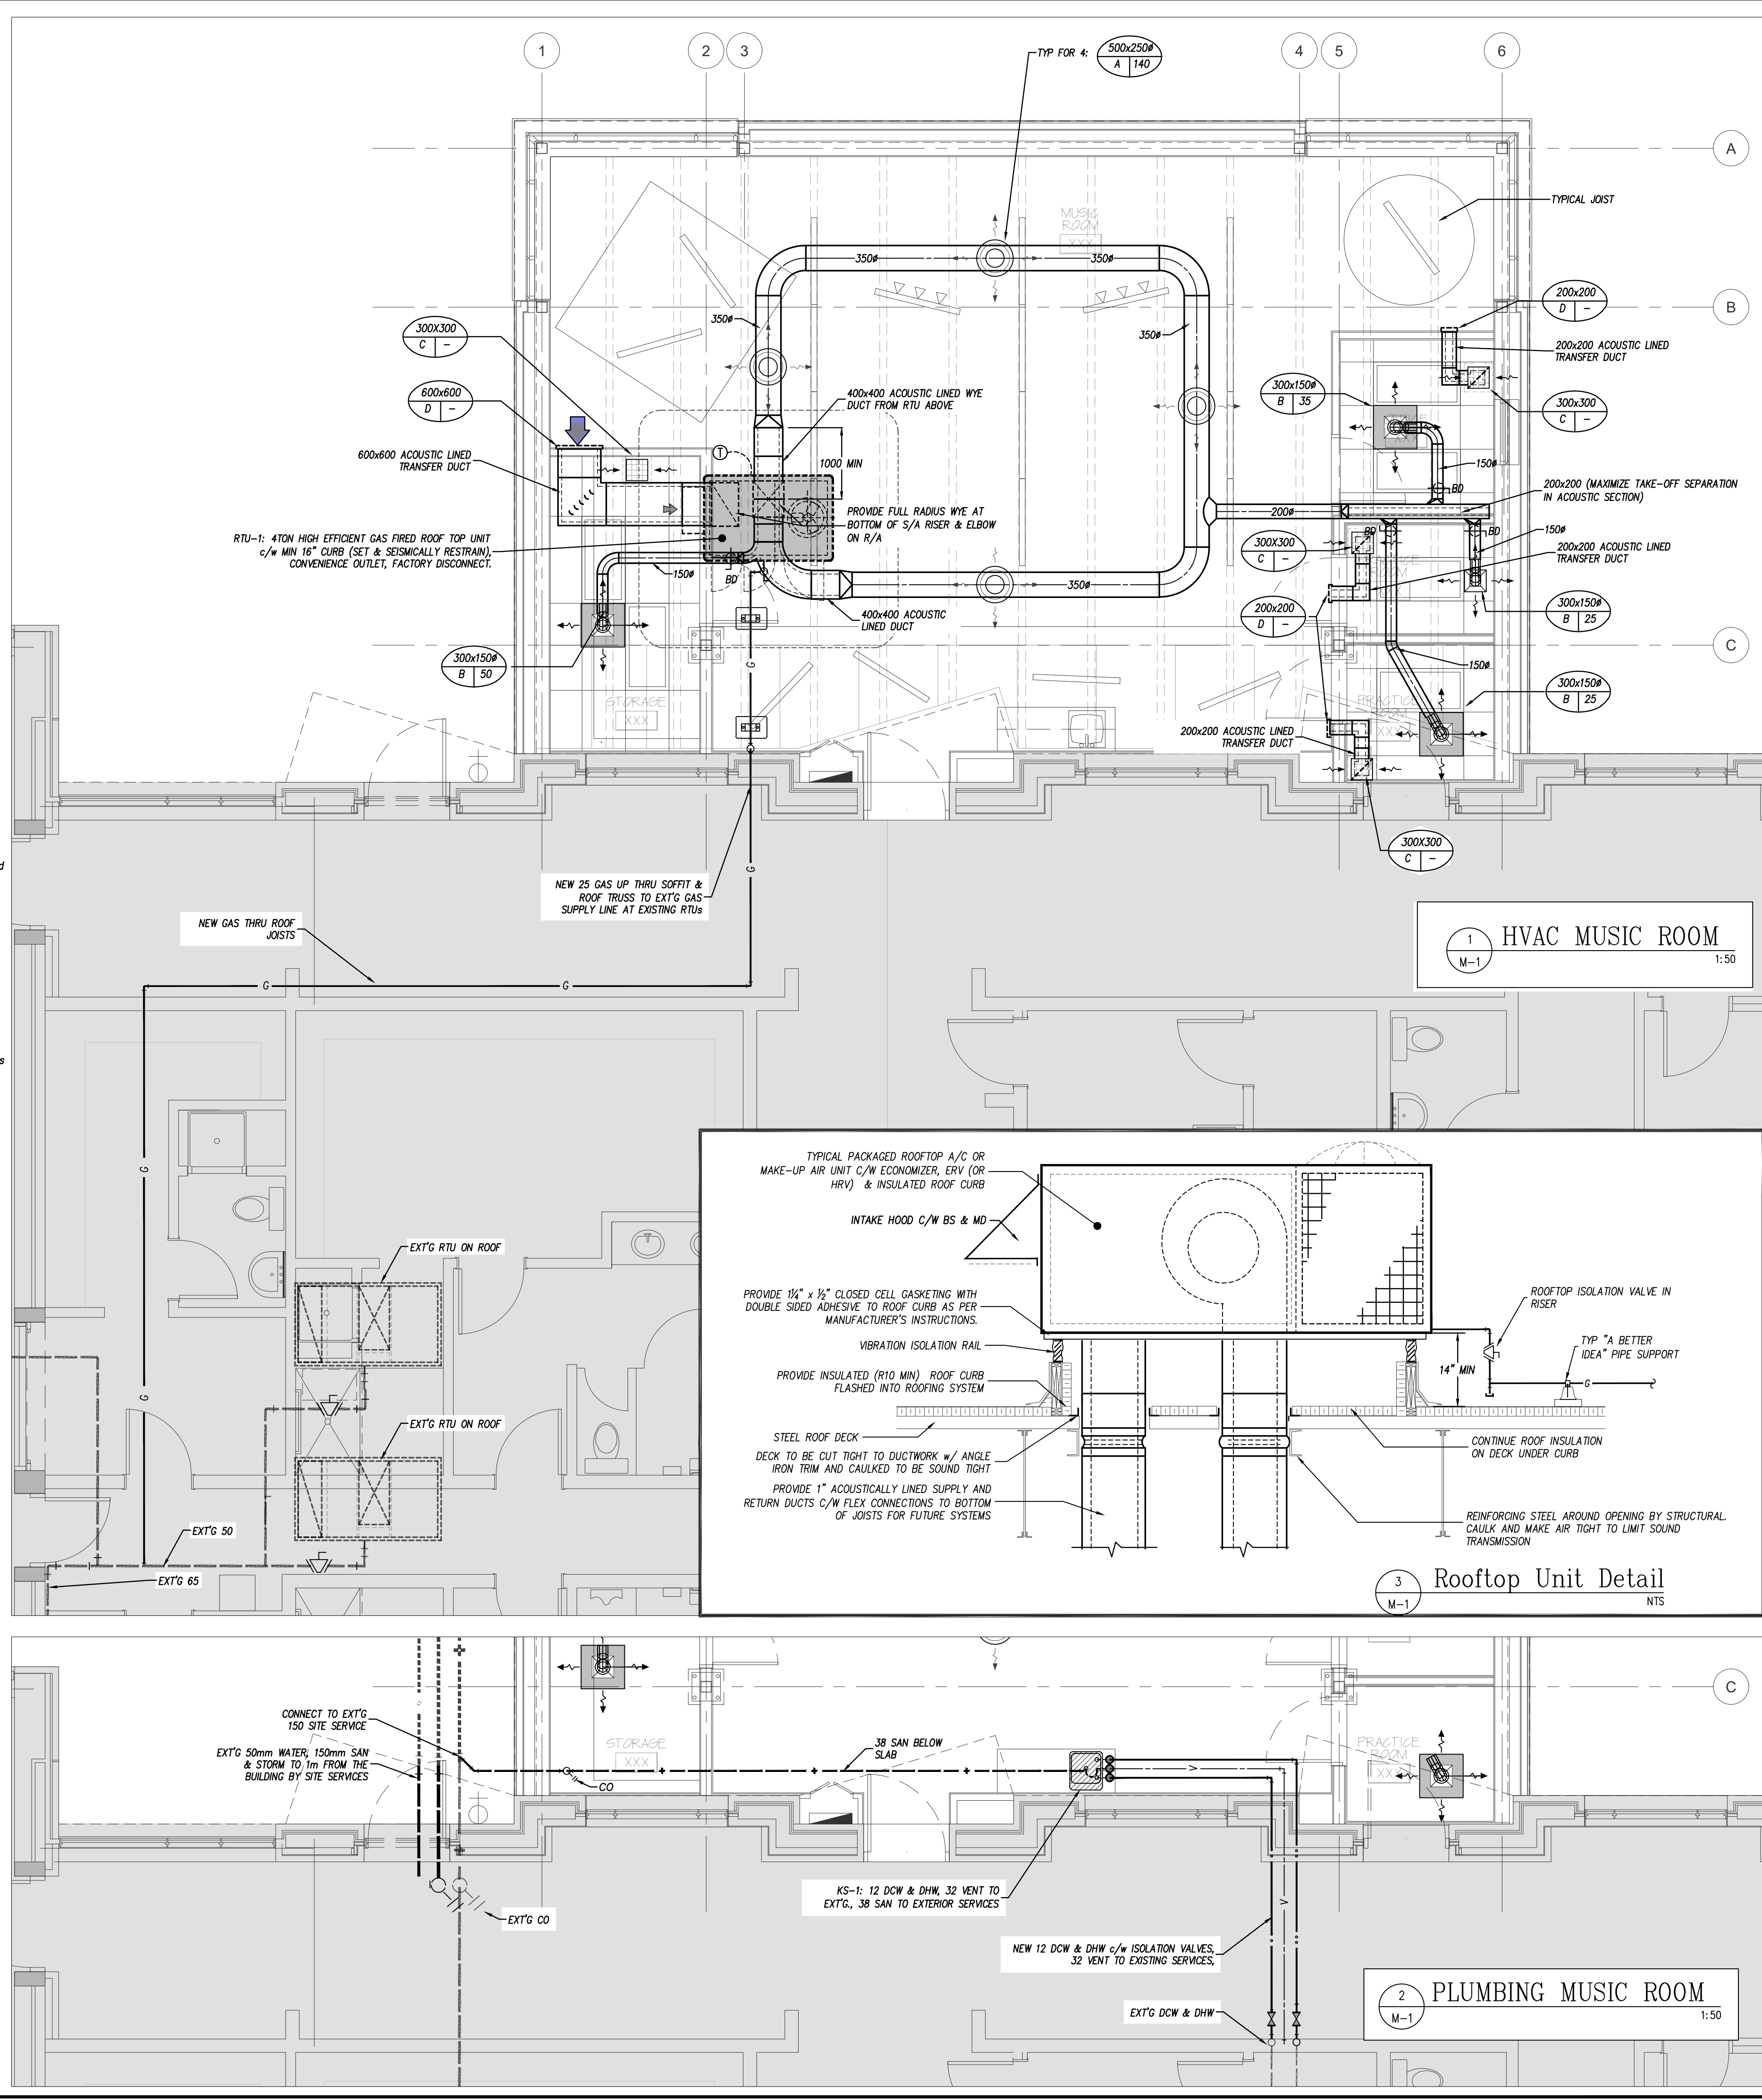 1
2
3
4
5
6
TYP FOR 4:
500x250ø
A 140
A
TYPICAL JOIST
MUSIC
ROOM
XXX
350ø
350ø
B
200x200
D –
350ø
350ø
300X300
C –
200x200 ACOUSTIC LINED
TRANSFER DUCT
300x150ø
B 35
600x600
D –
400x400 ACOUSTIC LINED WYE
DUCT FROM RTU ABOVE
300x300
C –
600x600 ACOUSTIC LINED
TRANSFER DUCT
T
1000 MIN
150ø
BD
200x200 (MAXIMIZE TAKE-OFF SEPARATION
IN ACOUSTIC SECTION)
PROVIDE FULL RADIUS WYE AT
BOTTOM OF S/A RISER & ELBOW
ON R/A
200ø
RTU-1: 4TON HIGH EFFICIENT GAS FIRED ROOF TOP UNIT
c/w MIN 16" CURB (SET & SEISMICALLY RESTRAIN),
CONVENIENCE OUTLET, FACTORY DISCONNECT.
300X300
C –
BD
BD
150ø
200x200 ACOUSTIC LINED
TRANSFER DUCT
150ø
BD
350ø
400x400 ACOUSTIC
LINED DUCT
200x200
D –
300x150ø
B 25
C
300x150ø
B 50
G
150ø
300x150ø
B 25
STORAGE
XXX
PRACTICE
ROOM
XXX
200x200 ACOUSTIC LINED
TRANSFER DUCT
300X300
C –
d
G
NEW 25 GAS UP THRU SOFFIT &
ROOF TRUSS TO EXT'G GAS
SUPPLY LINE AT EXISTING RTUs
NEW GAS THRU ROOF
JOISTS
1
M-1
HVAC MUSIC ROOM
1:50
G
G
s
G
G
EXT'G RTU ON ROOF
EXT'G RTU ON ROOF
EXT'G 50
EXT'G 65
TYPICAL PACKAGED ROOFTOP A/C OR
MAKE-UP AIR UNIT C/W ECONOMIZER, ERV (OR
HRV) & INSULATED ROOF CURB
INTAKE HOOD C/W BS & MD
PROVIDE 1¼" x ½" CLOSED CELL GASKETING WITH
DOUBLE SIDED ADHESIVE TO ROOF CURB AS PER
MANUFACTURER'S INSTRUCTIONS.
VIBRATION ISOLATION RAIL
PROVIDE INSULATED (R10 MIN) ROOF CURB
FLASHED INTO ROOFING SYSTEM
STEEL ROOF DECK
DECK TO BE CUT TIGHT TO DUCTWORK w/ ANGLE
IRON TRIM AND CAULKED TO BE SOUND TIGHT
PROVIDE 1" ACOUSTICALLY LINED SUPPLY AND
RETURN DUCTS C/W FLEX CONNECTIONS TO BOTTOM
OF JOISTS FOR FUTURE SYSTEMS
ROOFTOP ISOLATION VALVE IN
RISER
TYP "A BETTER
IDEA" PIPE SUPPORT
14" MIN
G
CONTINUE ROOF INSULATION
ON DECK UNDER CURB
REINFORCING STEEL AROUND OPENING BY STRUCTURAL.
CAULK AND MAKE AIR TIGHT TO LIMIT SOUND
TRANSMISSION
3
M-1
Rooftop Unit Detail
NTS
C
CONNECT TO EXT'G
150 SITE SERVICE
EXT'G 50mm WATER, 150mm SAN
& STORM TO 1m FROM THE
BUILDING BY SITE SERVICES
STORAGE
XXX
38 SAN BELOW
SLAB
CO
V
PRACTICE
ROOM
XXX
KS-1: 12 DCW & DHW, 32 VENT TO
EXT'G., 38 SAN TO EXTERIOR SERVICES
EXT'G CO
V
NEW 12 DCW & DHW c/w ISOLATION VALVES,
32 VENT TO EXISTING SERVICES,
EXT'G DCW & DHW
2
M-1
PLUMBING MUSIC ROOM
1:50